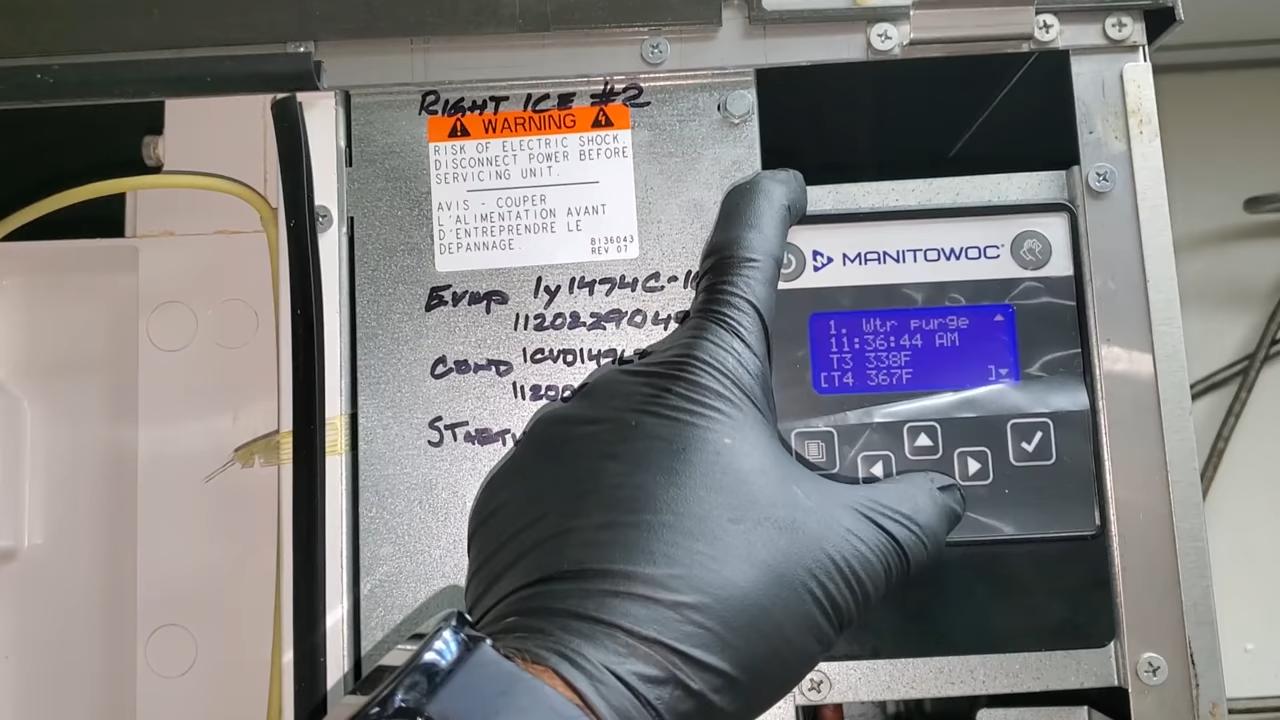 RIGHT ICE #2
WARNING
RISK OF ELECTRIC SHOCK.
DISCONNECT POWER BEFORE
SERVICING UNIT.
AVIS - COUPER
L'ALIMENTATION AVANT
D'ENTREPRENDRE LE
DEPANNAGE.
8136043
REV 07
EVAP 1y1474C-
COND
MANITOWOC
1. Wtr purge
11:36:44 AM
T3 338F
[T4 367F ]